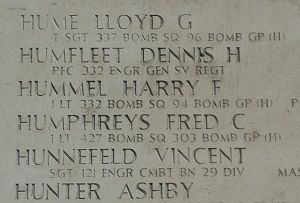 HUME LLOYD G
T SGT 337 BOMB SQ 96 BOMB GP (H)
HUMFLEET DENNIS H
PFC 332 ENGR GEN SV REGT
HUMMEL HARRY F
1 LT 332 BOMB SQ 94 BOMB GP (H) P
HUMPHREYS FRED C
1 LT 427 BOMB SQ 303 BOMB GP (H)
HUNNEFELD VINCENT
SGT 121 ENGR CMBT BN 29 DIV MAS
HUNTER ASHBY